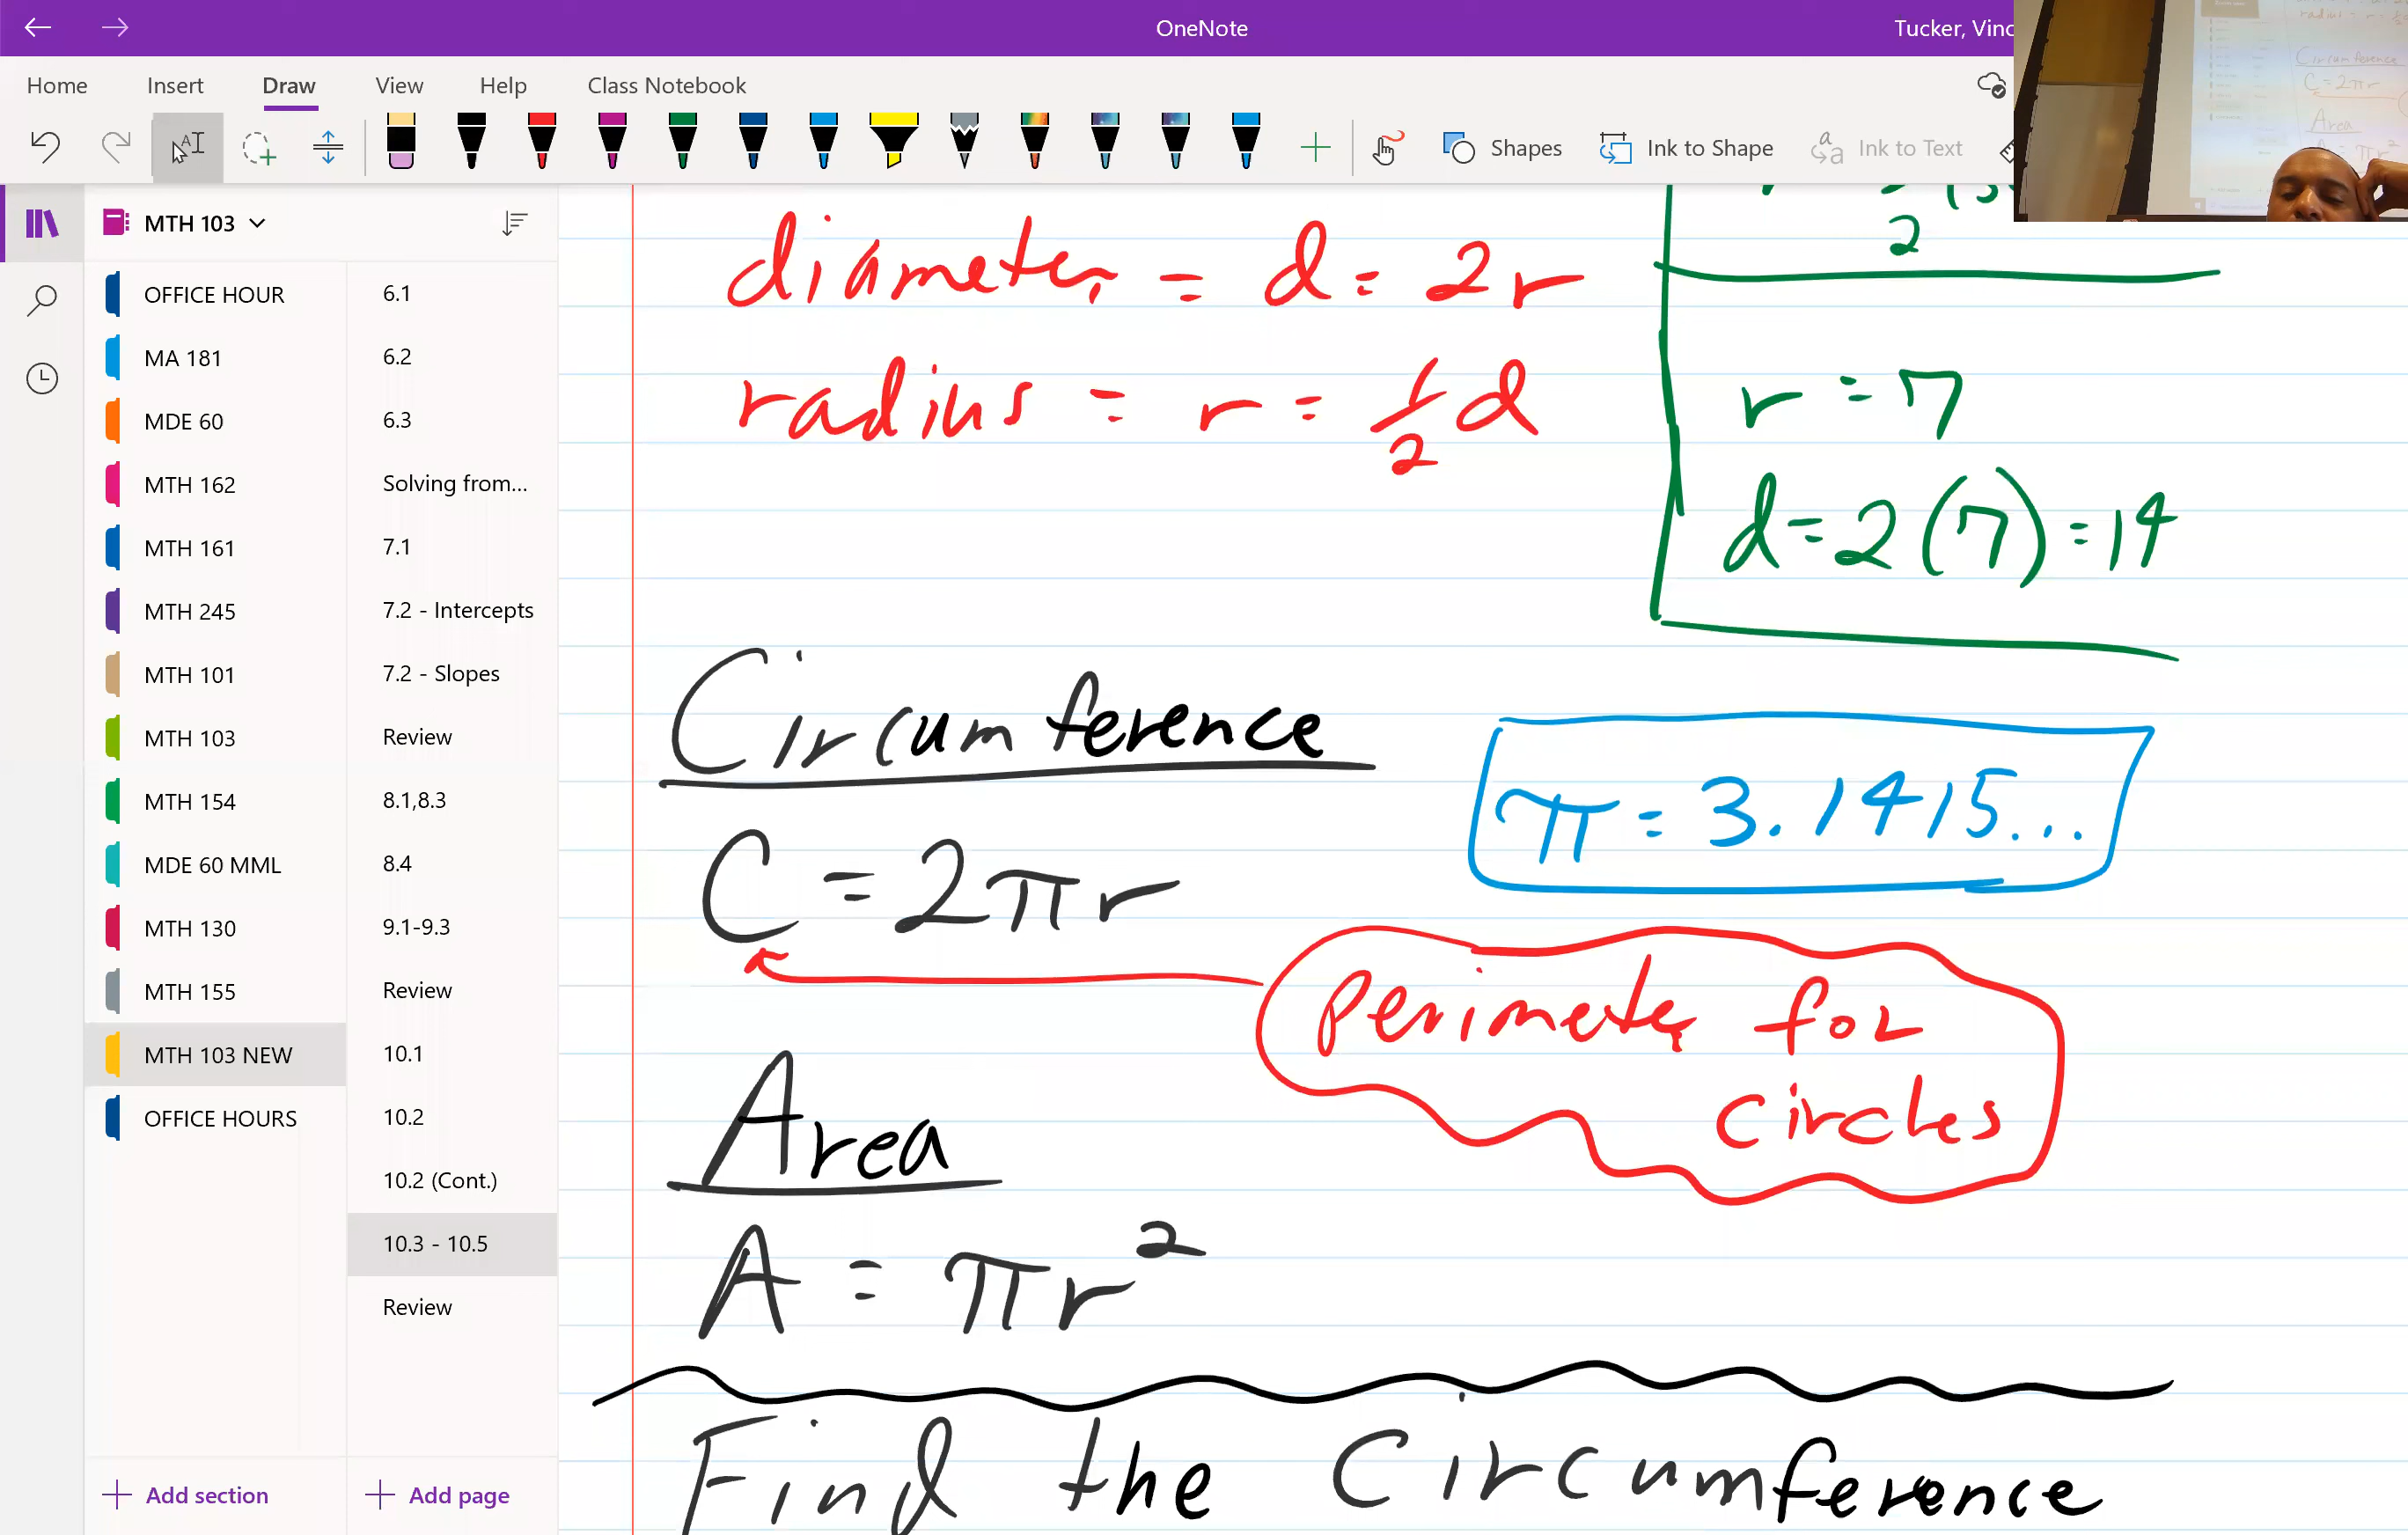 OneNote
Tucker, Vinc
Home Insert Draw View Help Class Notebook
Shapes Ink to Shape Ink to Text
MTH 103
OFFICE HOUR
MA 181
MDE 60
MTH 162
MTH 161
MTH 245
MTH 101
MTH 103
MTH 154
MDE 60 MML
MTH 130
MTH 155
MTH 103 NEW
OFFICE HOURS
+ Add section
6.1
6.2
6.3
Solving from...
7.1
7.2 - Intercepts
7.2 - Slopes
Review
8.1,8.3
8.4
9.1-9.3
Review
10.1
10.2
10.2 (Cont.)
10.3 - 10.5
Review
+ Add page
diameter = d = 2r
radius = r = 1/2 d
r = 7
d = 2(7) = 14
Circumference
π = 3.1415...
C = 2πr
perimeter for
circles
Area
A = πr²
Find the Circumference
radius = r =
Circumference
C = 2πr
Area